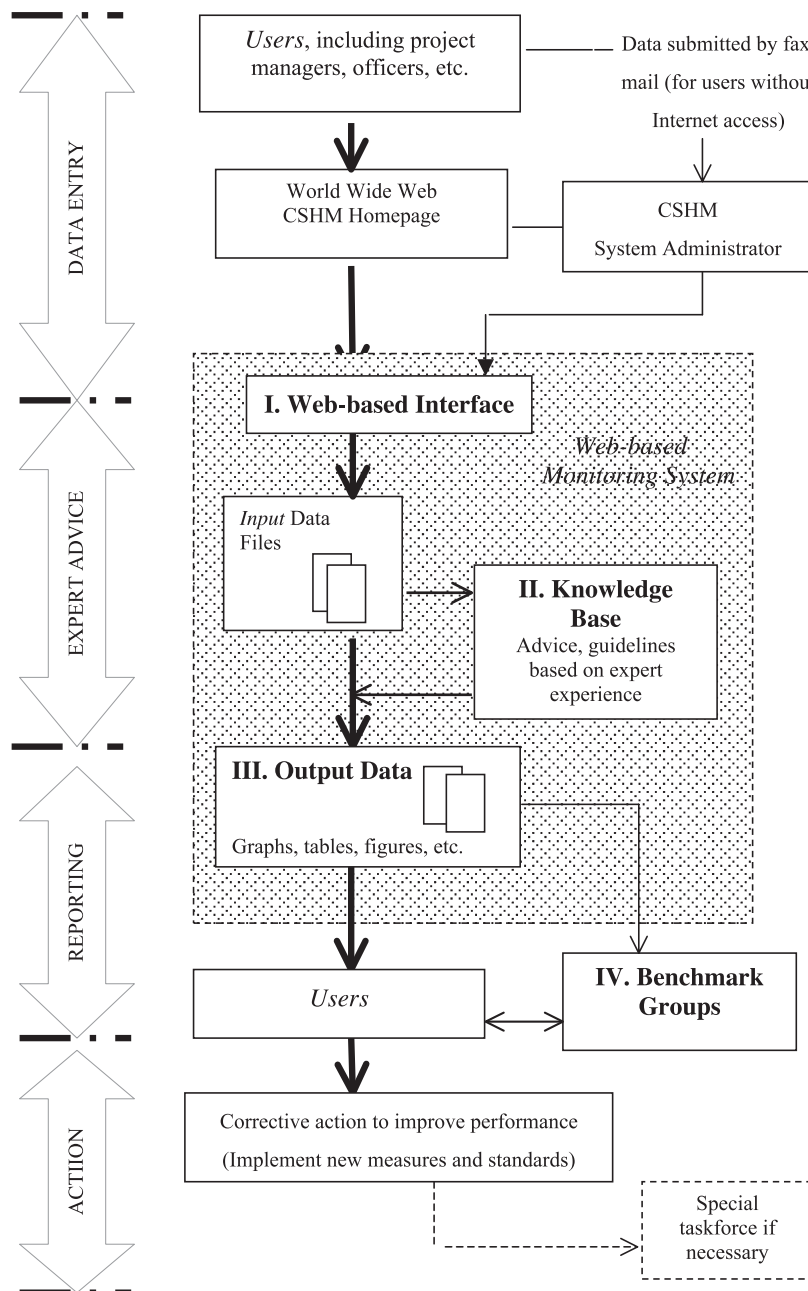 Users, including project
managers, officers, etc.
Data submitted by fax
mail (for users withou
Internet access)
DATA ENTRY
World Wide Web
CSHM Homepage
CSHM
System Administrator
I. Web-based Interface
Web-based
Monitoring System
EXPERT ADVICE
Input Data
Files
II. Knowledge
Base
Advice, guidelines
based on expert
experience
III. Output Data
Graphs, tables, figures, etc.
REPORTING
Users
IV. Benchmark
Groups
ACTIION
Corrective action to improve performance
(Implement new measures and standards)
Special
taskforce if
necessary